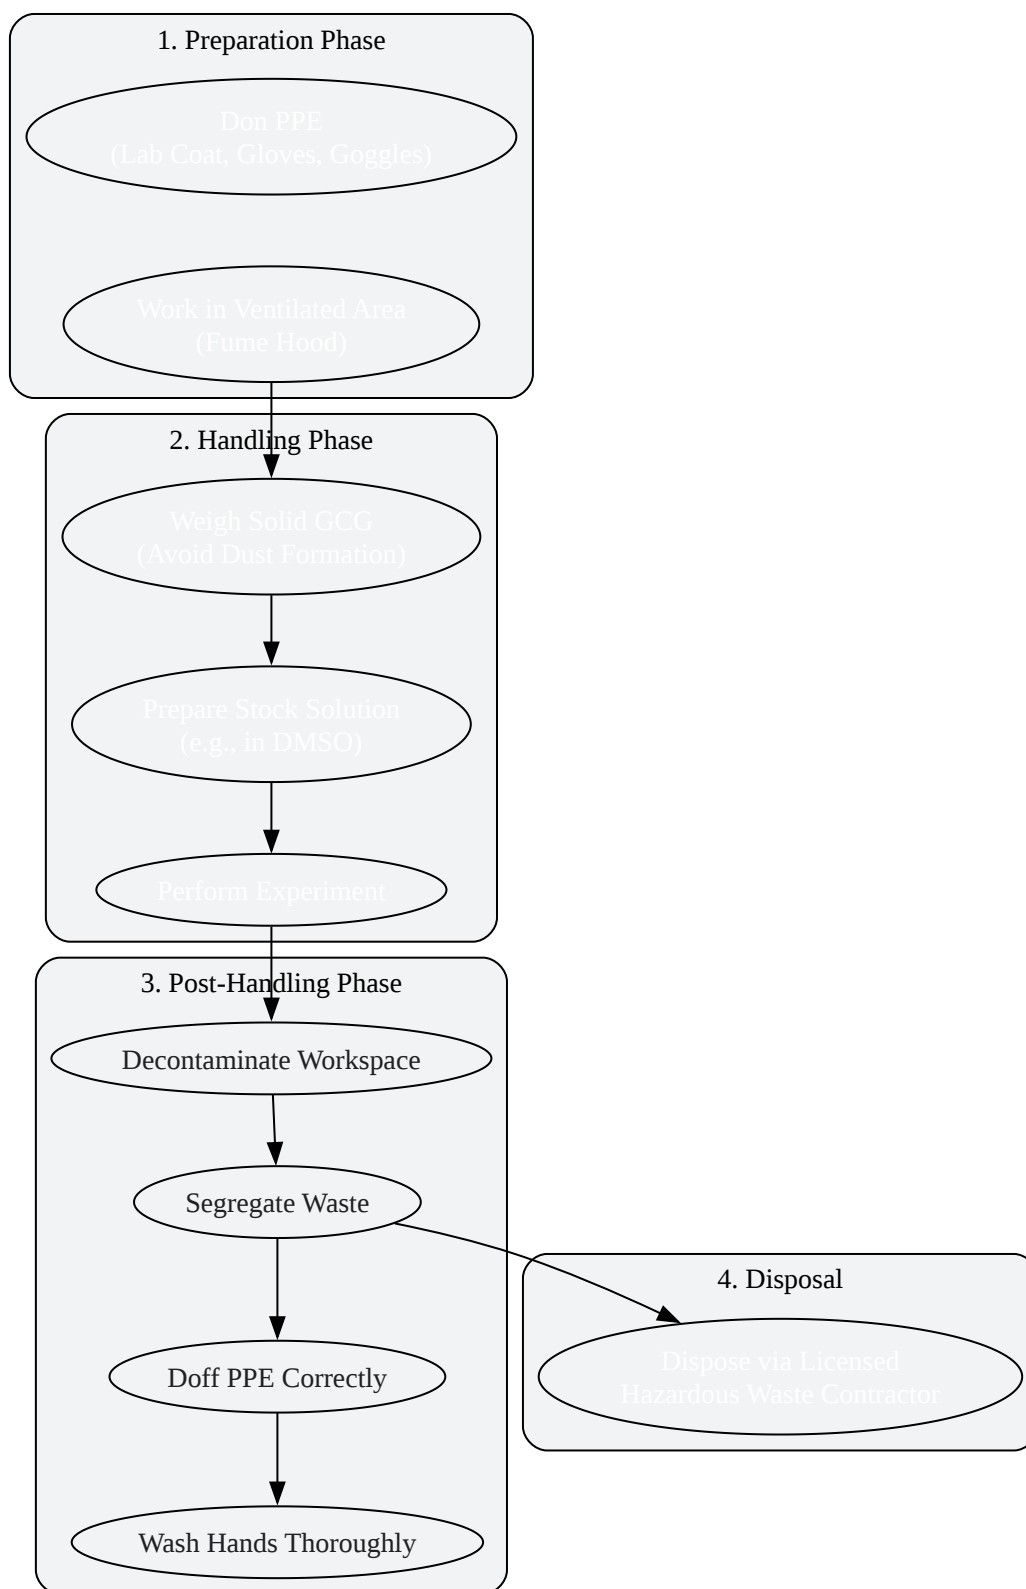 1. Preparation Phase
Don PPE
(Lab Coat, Gloves, Goggles)
Work in Ventilated Area
(Fume Hood)
2. Handling Phase
Weigh Solid GCG
(Avoid Dust Formation)
Prepare Stock Solution
(e.g., in DMSO)
Perform Experiment
3. Post-Handling Phase
Decontaminate Workspace
Segregate Waste
Doff PPE Correctly
Wash Hands Thoroughly
4. Disposal
Dispose via Licensed
Hazardous Waste Contractor